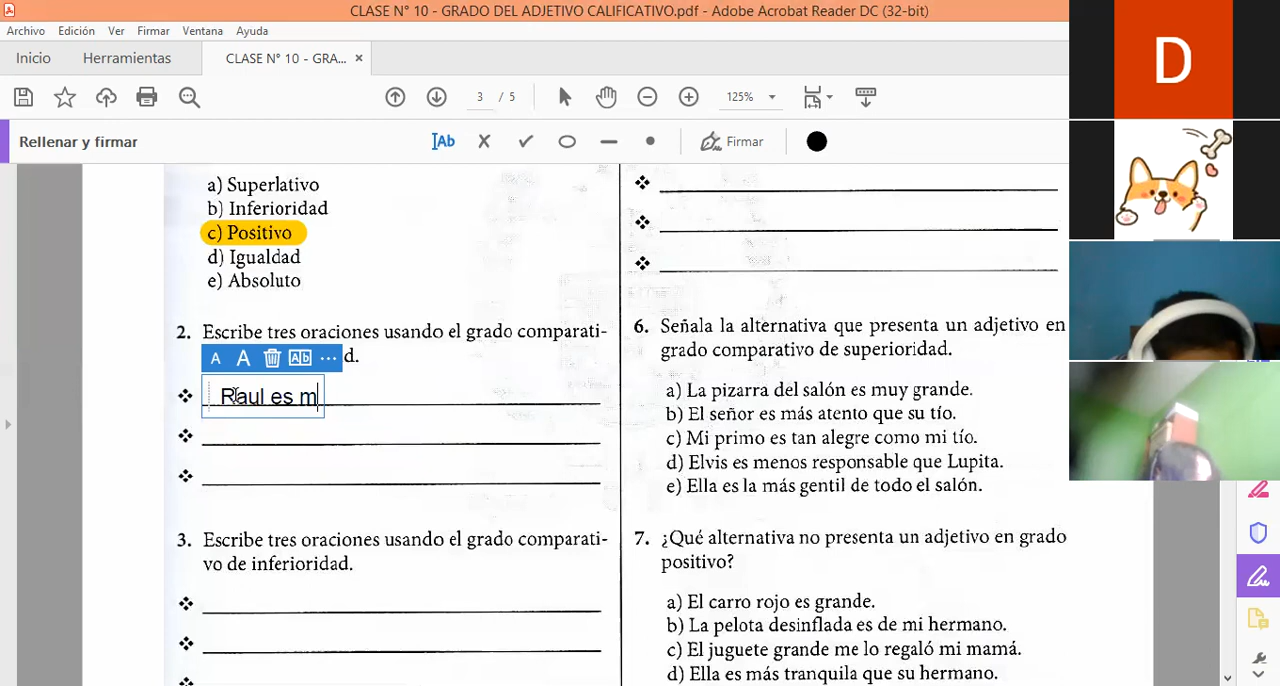 CLASE N° 10 - GRADO DEL ADJETIVO CALIFICATIVO.pdf - Adobe Acrobat Reader DC (32-bit)
Archivo Edición Ver Firmar Ventana Ayuda
Inicio Herramientas CLASE N° 10 - GRA... ×
3 / 5 125%
Rellenar y firmar Ab Firmar
a) Superlativo
b) Inferioridad
c) Positivo
d) Igualdad
e) Absoluto
2. Escribe tres oraciones usando el grado comparati-
A A Ab ... d.
Raul es m
3. Escribe tres oraciones usando el grado comparati-
vo de inferioridad.
6. Señala la alternativa que presenta un adjetivo en
grado comparativo de superioridad.
a) La pizarra del salón es muy grande.
b) El señor es más atento que su tío.
c) Mi primo es tan alegre como mi tío.
d) Elvis es menos responsable que Lupita.
e) Ella es la más gentil de todo el salón.
7. ¿Qué alternativa no presenta un adjetivo en grado
positivo?
a) El carro rojo es grande.
b) La pelota desinflada es de mi hermano.
c) El juguete grande me lo regaló mi mamá.
d) Ella es más tranquila que su hermano.
D